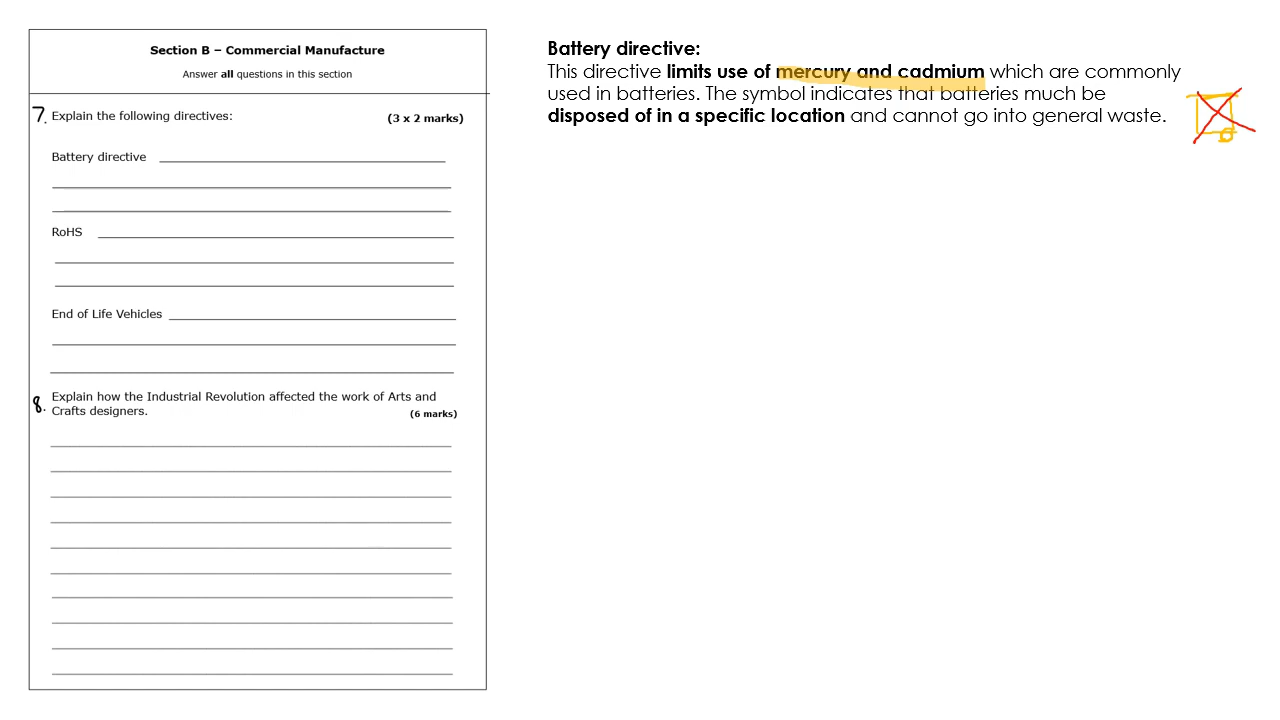 Section B – Commercial Manufacture
Answer all questions in this section
7. Explain the following directives: (3 x 2 marks)
Battery directive
RoHS
End of Life Vehicles
8. Explain how the Industrial Revolution affected the work of Arts and
Crafts designers. (6 marks)
Battery directive:
This directive limits use of mercury and cadmium which are commonly
used in batteries. The symbol indicates that batteries much be
disposed of in a specific location and cannot go into general waste.